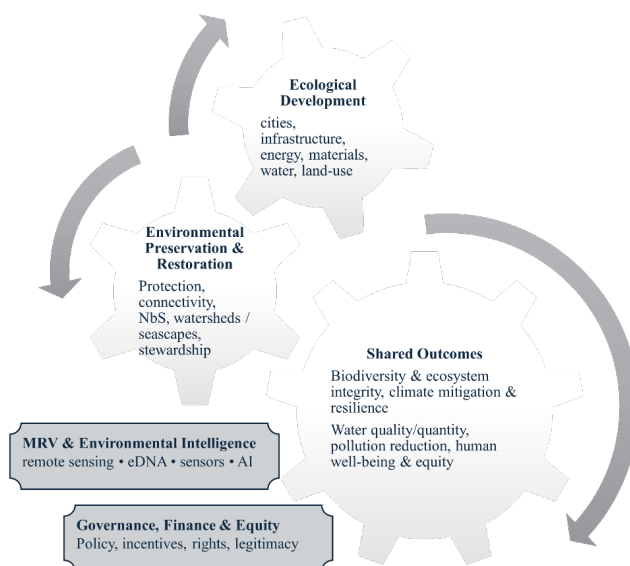 Ecological
Development
cities,
infrastructure,
energy, materials,
water, land-use
Environmental
Preservation &
Restoration
Protection,
connectivity,
NbS, watersheds /
seascapes,
stewardship
Shared Outcomes
Biodiversity & ecosystem
integrity, climate mitigation &
resilience
Water quality/quantity,
pollution reduction, human
well-being & equity
MRV & Environmental Intelligence
remote sensing • eDNA • sensors • AI
Governance, Finance & Equity
Policy, incentives, rights, legitimacy